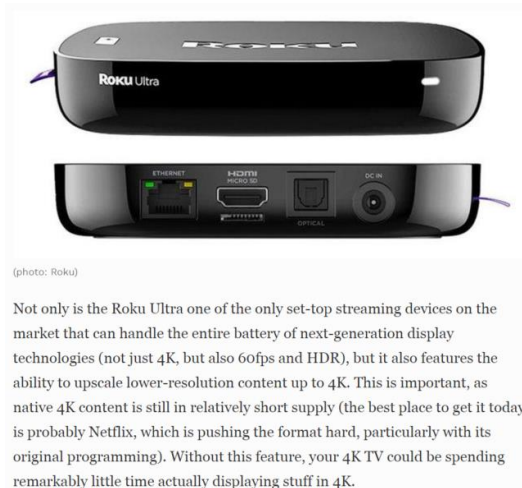 ROKU
ROKU Ultra
ETHERNET
HDMI
MICRO SD
OPTICAL
DC IN
(photo: Roku)
Not only is the Roku Ultra one of the only set-top streaming devices on the
market that can handle the entire battery of next-generation display
technologies (not just 4K, but also 60fps and HDR), but it also features the
ability to upscale lower-resolution content up to 4K. This is important, as
native 4K content is still in relatively short supply (the best place to get it today
is probably Netflix, which is pushing the format hard, particularly with its
original programming). Without this feature, your 4K TV could be spending
remarkably little time actually displaying stuff in 4K.